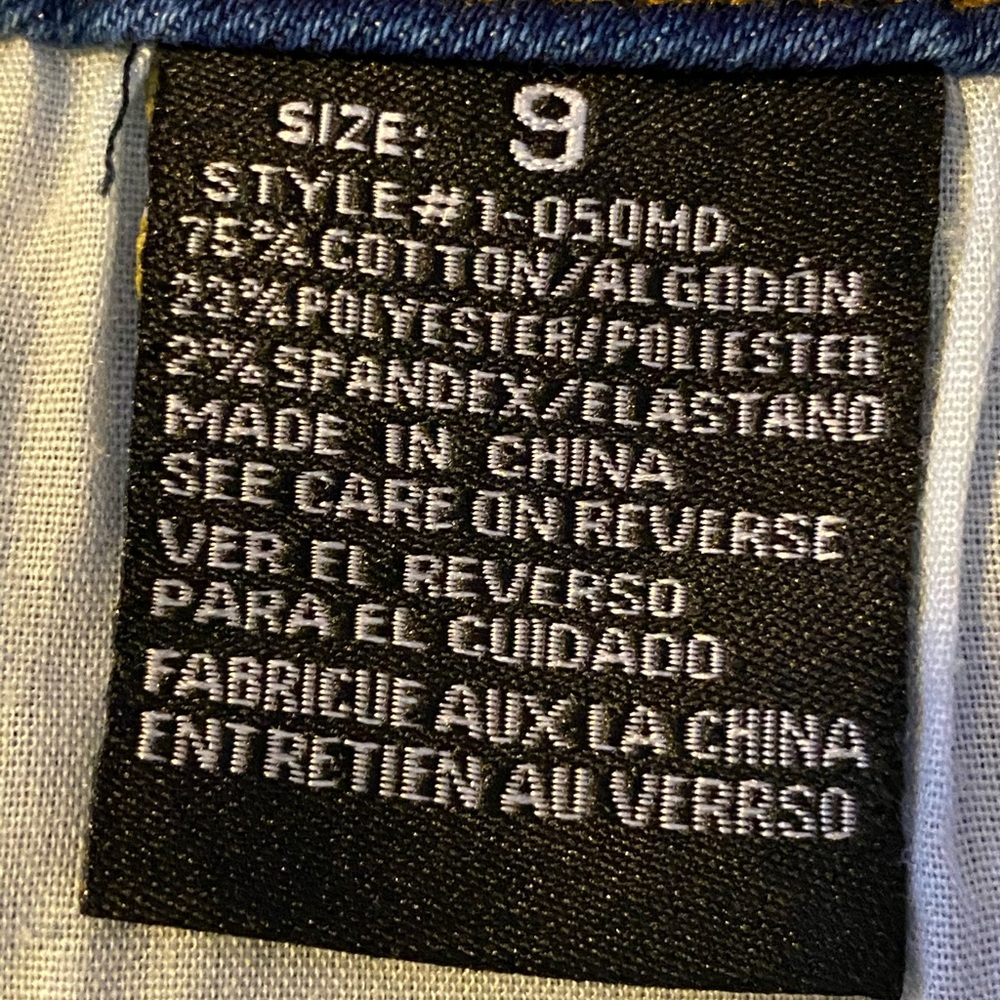 SIZE: 9
STYLE# 1-050MD
75% COTTON/ALGODÓN
23% POLYESTER/POLIESTER
2% SPANDEX/ELASTAND
MADE IN CHINA
SEE CARE ON REVERSE
VER EL REVERSO
PARA EL CUIDADO
FABRICUE AUX LA CHINA
ENTRETIEN AU VERRSO